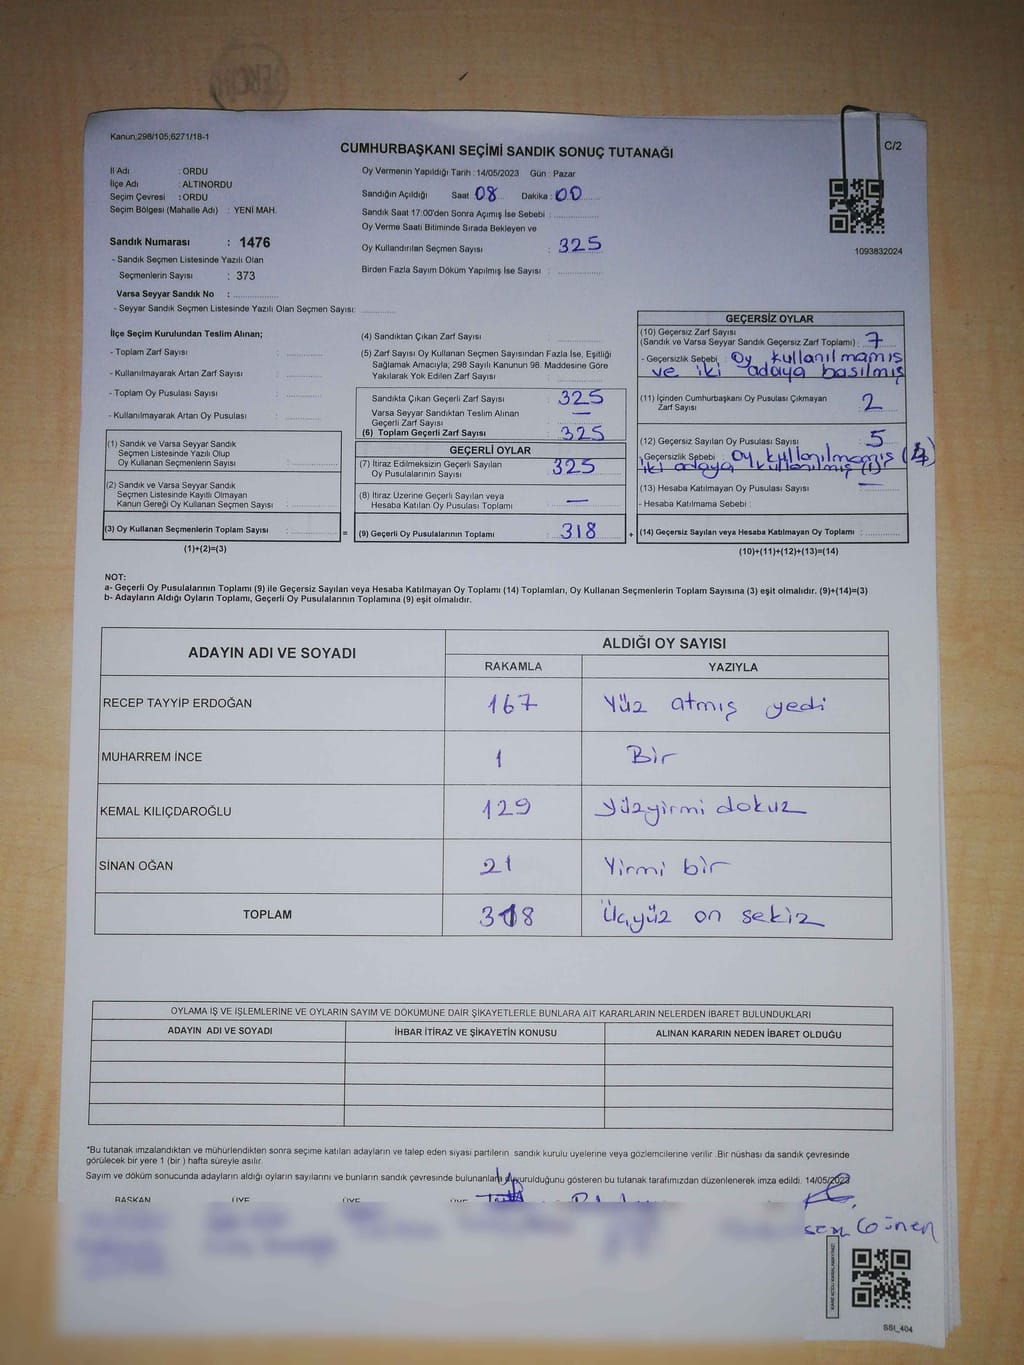 Kanun,298/105,6271/18-1
CUMHURBAŞKANI SEÇİMİ SANDIK SONUÇ TUTANAĞI
C/2
İl Adı : ORDU
İlçe Adı : ALTINORDU
Seçim Çevresi : ORDU
Seçim Bölgesi (Mahalle Adı) : YENİ MAH.
Sandık Numarası : 1476
- Sandık Seçmen Listesinde Yazılı Olan
Seçmenlerin Sayısı : 373
Varsa Seyyar Sandık No :
- Seyyar Sandık Seçmen Listesinde Yazılı Olan Seçmen Sayısı:
Oy Vermenin Yapıldığı Tarih : 14/05/2023 Gün : Pazar
Sandığın Açıldığı Saat 08 Dakika : 00
Sandık Saat 17:00'den Sonra Açımış İse Sebebi :
Oy Verme Saati Bitiminde Sırada Bekleyen ve
Oy Kullandırılan Seçmen Sayısı : 325
Birden Fazla Sayım Döküm Yapılmış İse Sayısı :
1093832024
İlçe Seçim Kurulundan Teslim Alınan;
- Toplam Zarf Sayısı :
- Kullanılmayarak Artan Zarf Sayısı :
- Toplam Oy Pusulası Sayısı :
- Kullanılmayarak Artan Oy Pusulası :
(1) Sandık ve Varsa Seyyar Sandık
Seçmen Listesinde Yazılı Olup
Oy Kullanan Seçmenlerin Sayısı :
(2) Sandık ve Varsa Seyyar Sandık
Seçmen Listesinde Kayıtlı Olmayan
Kanun Gereği Oy Kullanan Seçmen Sayısı :
(3) Oy Kullanan Seçmenlerin Toplam Sayısı : =
(1)+(2)=(3)
(4) Sandıktan Çıkan Zarf Sayısı :
(5) Zarf Sayısı Oy Kullanan Seçmen Sayısından Fazla İse, Eşitliği
Sağlamak Amacıyla; 298 Sayılı Kanunun 98. Maddesine Göre
Yakılarak Yok Edilen Zarf Sayısı :
Sandıkta Çıkan Geçerli Zarf Sayısı : 325
Varsa Seyyar Sandıktan Teslim Alınan
Geçerli Zarf Sayısı : —
(6) Toplam Geçerli Zarf Sayısı : 325
GEÇERLİ OYLAR
(7) İtiraz Edilmeksizin Geçerli Sayılan
Oy Pusulalarının Sayısı : 325
(8) İtiraz Üzerine Geçerli Sayılan veya
Hesaba Katılan Oy Pusulası Toplamı : —
(9) Geçerli Oy Pusulalarının Toplamı : 318 +
GEÇERSİZ OYLAR
(10) Geçersiz Zarf Sayısı
(Sandık ve Varsa Seyyar Sandık Geçersiz Zarf Toplamı) : 7
- Geçersizlik Sebebi : Oy kullanılmamış
ve iki adaya basılmış
(11) İçinden Cumhurbaşkanı Oy Pusulası Çıkmayan
Zarf Sayısı : 2
(12) Geçersiz Sayılan Oy Pusulası Sayısı : 5
Geçersizlik Sebebi : Oy kullanılmamış (4)
iki adaya kullanılmış (1)
(13) Hesaba Katılmayan Oy Pusulası Sayısı : —
- Hesaba Katılmama Sebebi :
(14) Geçersiz Sayılan veya Hesaba Katılmayan Oy Toplamı :
(10)+(11)+(12)+(13)=(14)
NOT:
a- Geçerli Oy Pusulalarının Toplamı (9) ile Geçersiz Sayılan veya Hesaba Katılmayan Oy Toplamı (14) Toplamları, Oy Kullanan Seçmenlerin Toplam Sayısına (3) eşit olmalıdır. (9)+(14)=(3)
b- Adayların Aldığı Oyların Toplamı, Geçerli Oy Pusulalarının Toplamına (9) eşit olmalıdır.
ADAYIN ADI VE SOYADI ALDIĞI OY SAYISI
RAKAMLA YAZIYLA
RECEP TAYYİP ERDOĞAN 167 Yüz atmış yedi
MUHARREM İNCE 1 Bir
KEMAL KILIÇDAROĞLU 129 Yüzyirmi dokuz
SİNAN OĞAN 21 Yirmi bir
TOPLAM 318 Üçyüz on sekiz
OYLAMA İŞ VE İŞLEMLERİNE VE OYLARIN SAYIM VE DÖKÜMÜNE DAİR ŞİKAYETLERLE BUNLARA AİT KARARLARIN NELERDEN İBARET BULUNDUKLARI
ADAYIN ADI VE SOYADI İHBAR İTİRAZ VE ŞİKAYETİN KONUSU ALINAN KARARIN NEDEN İBARET OLDUĞU
*Bu tutanak imzalandıktan ve mühürlendikten sonra seçime katılan adayların ve talep eden siyasi partilerin sandık kurulu üyelerine veya gözlemcilerine verilir .Bir nüshası da sandık çevresinde
görülecek bir yere 1 (bir ) hafta süreyle asılır.
Sayım ve döküm sonucunda adayların aldığı oyların sayılarını ve bunların sandık çevresinde bulunanlara duyurulduğunu gösteren bu tutanak tarafımızdan düzenlenerek imza edildi. 14/05/2023
BAŞKAN ÜYE ÜYE ÜYE
SBI_404